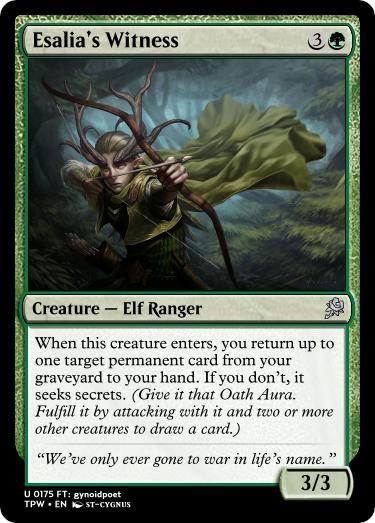 Esalia's Witness 3
Creature — Elf Ranger
When this creature enters, you return up to
one target permanent card from your
graveyard to your hand. If you don't, it
seeks secrets. (Give it that Oath Aura.
Fulfill it by attacking with it and two or more
other creatures to draw a card.)
“We've only ever gone to war in life's name.”
3/3
U 0175 FT: gynoidpoet
TPW • EN ST-CYGNUS